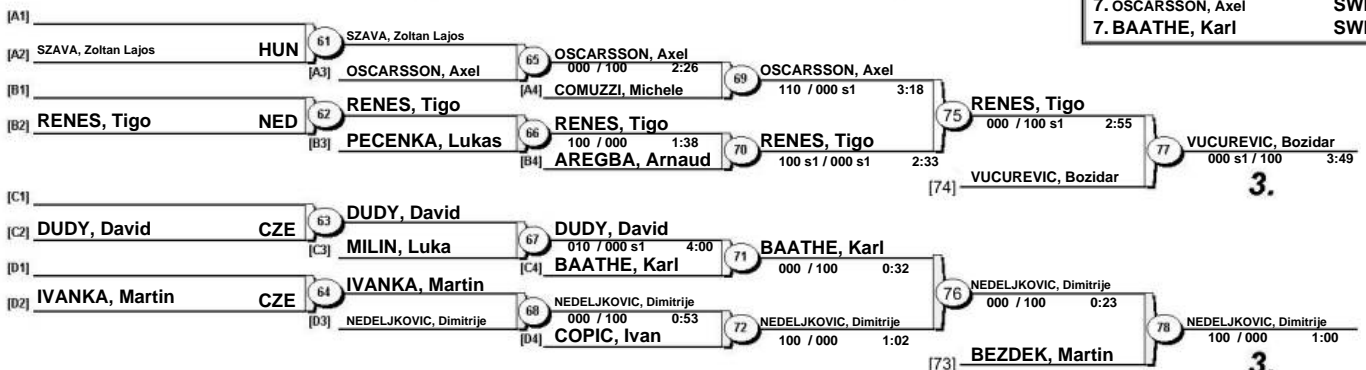 7. OSCARSSON, Axel
7. BAATHE, Karl
[A1]
[A2] SZAVA, Zoltan Lajos HUN
61 SZAVA, Zoltan Lajos
[A3] OSCARSSON, Axel
65 OSCARSSON, Axel
000 / 100 2:26
[A4] COMUZZI, Michele
69 OSCARSSON, Axel
110 / 000 s1 3:18
[B1]
[B2] RENES, Tigo NED
62 RENES, Tigo
[B3] PECENKA, Lukas
66 RENES, Tigo
100 / 000 1:38
[B4] AREGBA, Arnaud
70 RENES, Tigo
100 s1 / 000 s1 2:33
75 RENES, Tigo
000 / 100 s1 2:55
[74] VUCUREVIC, Bozidar
77 VUCUREVIC, Bozidar
000 s1 / 100 3:49
3.
[C1]
[C2] DUDY, David CZE
63 DUDY, David
[C3] MILIN, Luka
67 DUDY, David
010 / 000 s1 4:00
[C4] BAATHE, Karl
71 BAATHE, Karl
000 / 100 0:32
[D1]
[D2] IVANKA, Martin CZE
64 IVANKA, Martin
[D3] NEDELJKOVIC, Dimitrije
68 NEDELJKOVIC, Dimitrije
000 / 100 0:53
[D4] COPIC, Ivan
72 NEDELJKOVIC, Dimitrije
100 / 000 1:02
76 NEDELJKOVIC, Dimitrije
000 / 100 0:23
[73] BEZDEK, Martin
78 NEDELJKOVIC, Dimitrije
100 / 000 1:00
3.